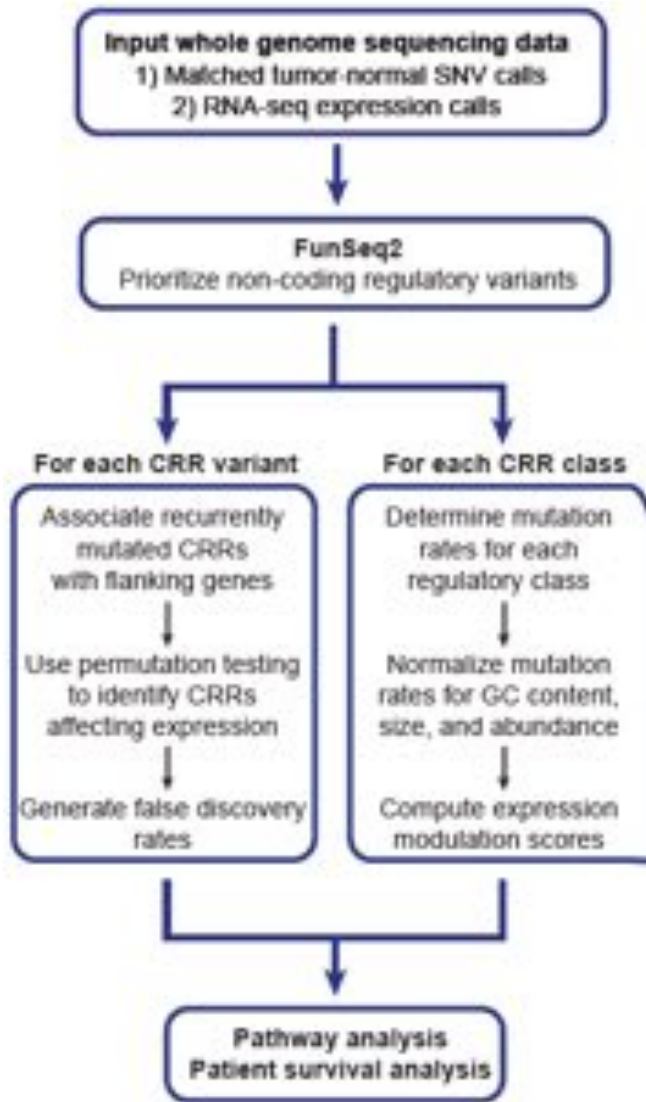 Input whole genome sequencing data
1) Matched tumor-normal SNV calls
2) RNA-seq expression calls
FunSeq2
Prioritize non-coding regulatory variants
For each CRR variant
Associate recurrently
mutated CRRs
with flanking genes
Use permutation testing
to identify CRRs
affecting expression
Generate false discovery
rates
For each CRR class
Determine mutation
rates for each
regulatory class
Normalize mutation
rates for GC content,
size, and abundance
Compute expression
modulation scores
Pathway analysis
Patient survival analysis